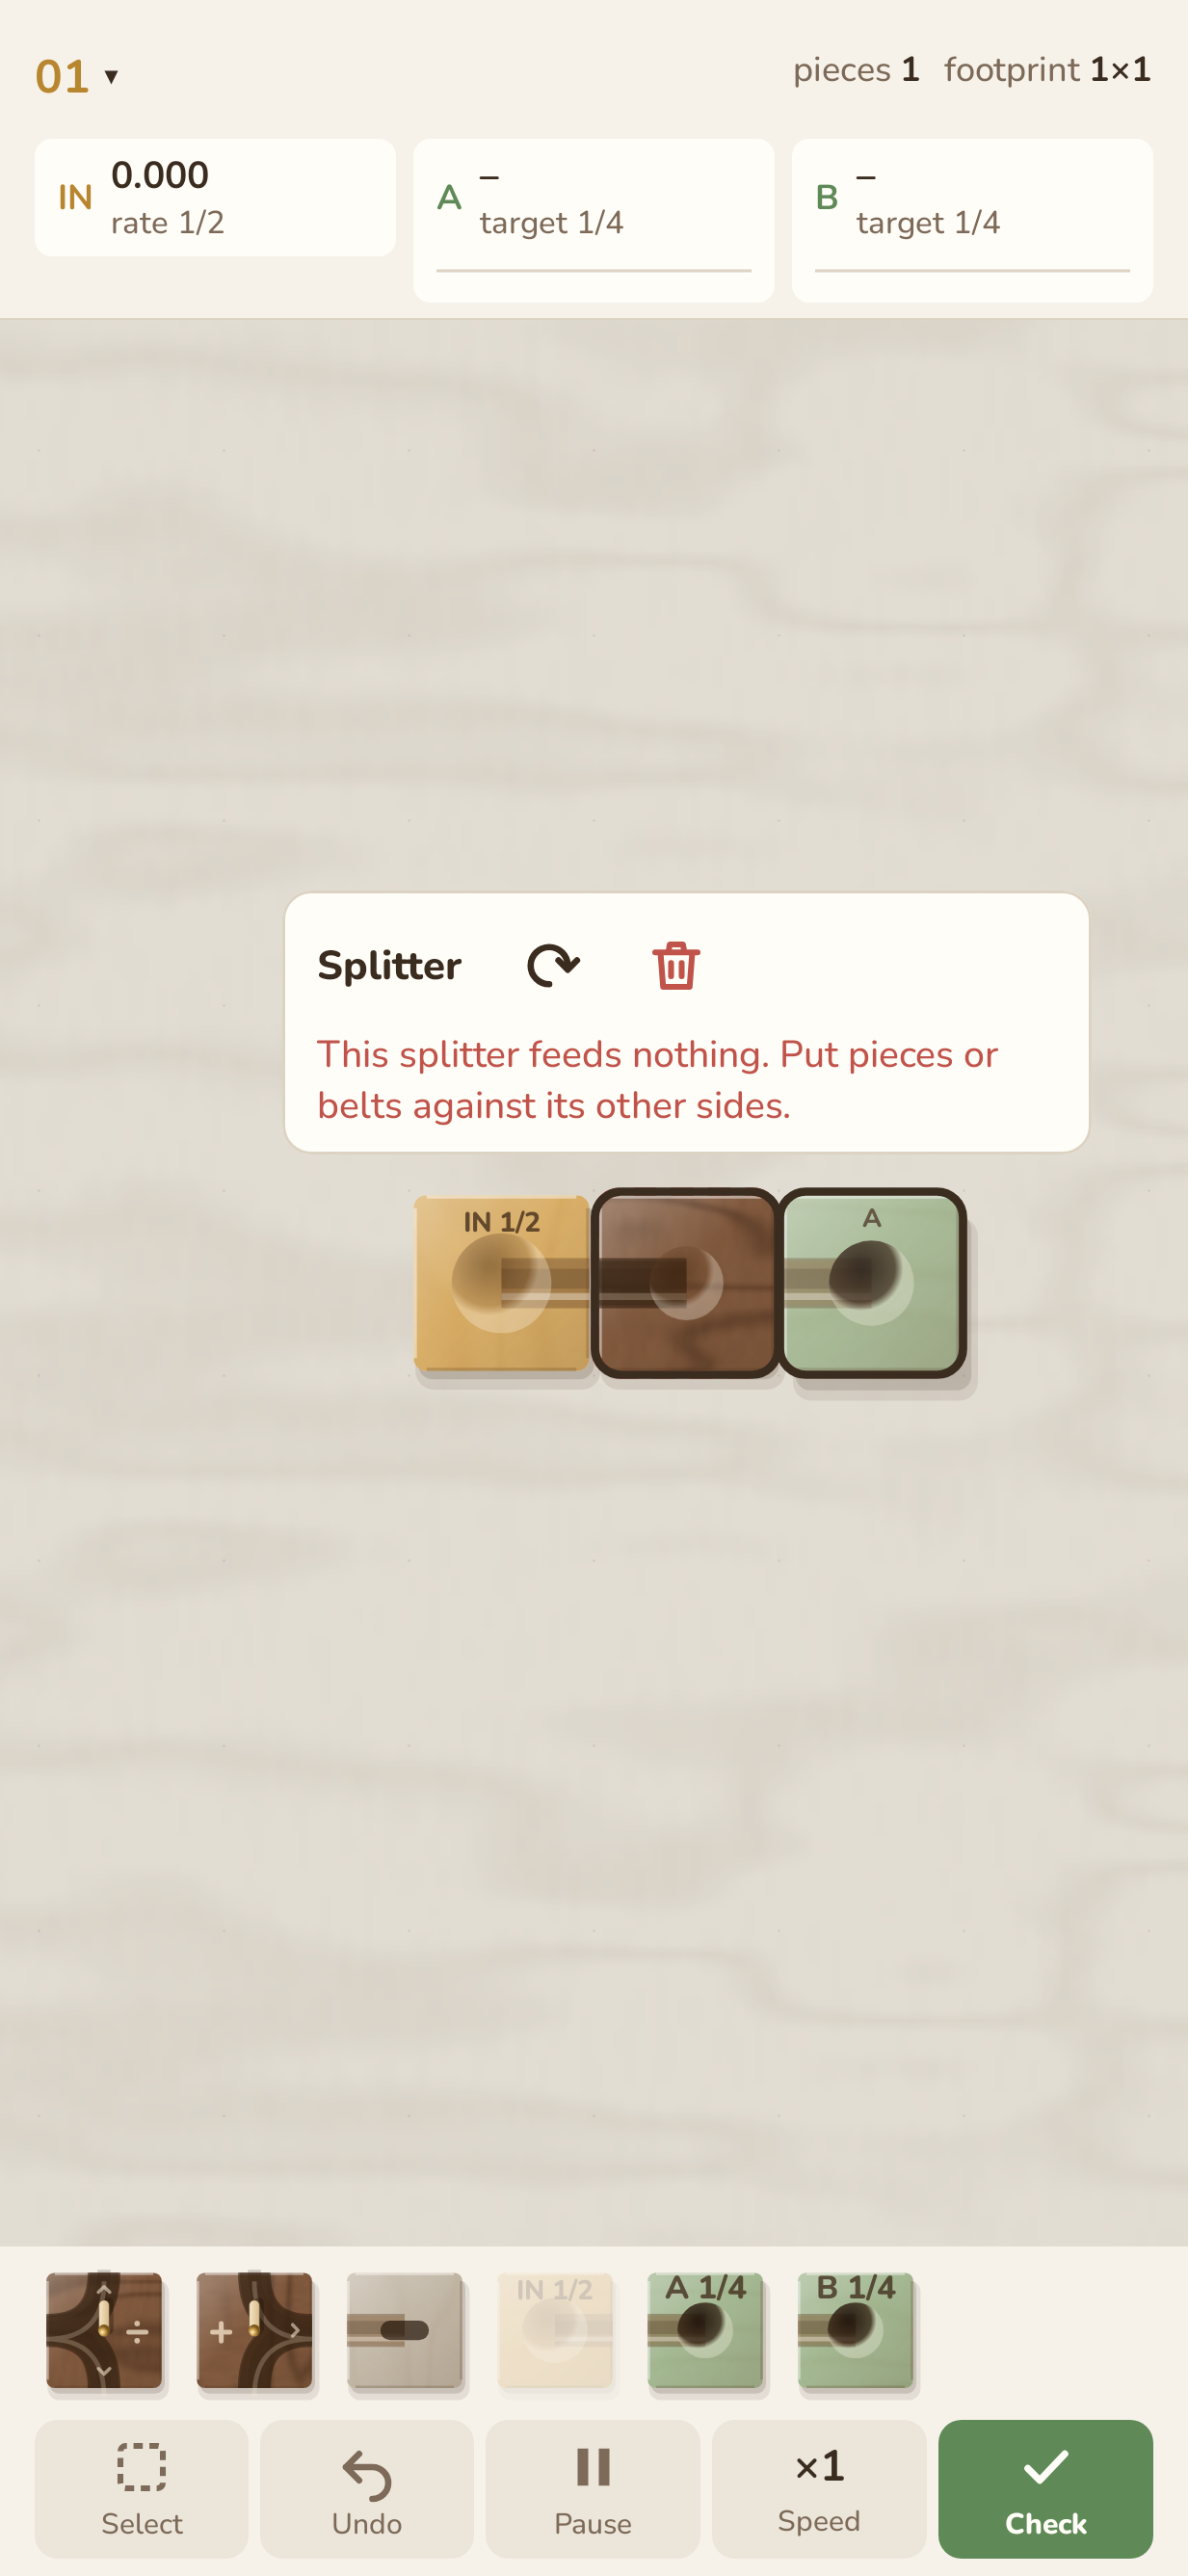 01 ▾
pieces 1 footprint 1×1
IN 0.000
rate 1/2
A –
target 1/4
B –
target 1/4
Splitter
This splitter feeds nothing. Put pieces or
belts against its other sides.
IN 1/2
A
÷
+
IN 1/2
A 1/4
B 1/4
Select
Undo
Pause
×1
Speed
Check